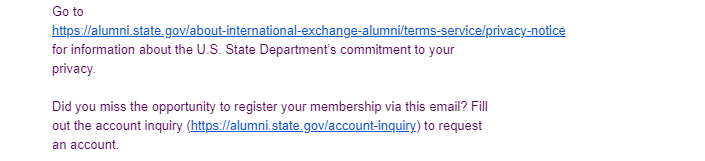 Go to
https://alumni.state.gov/about-international-exchange-alumni/terms-service/privacy-notice
for information about the U.S. State Department's commitment to your
privacy.
Did you miss the opportunity to register your membership via this email? Fill
out the account inquiry (https://alumni.state.gov/account-inquiry) to request
an account.